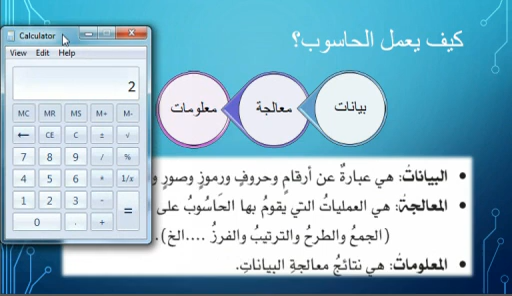 كيف يعمل الحاسوب؟
بيانات
معالجة
معلومات
• البيانات: هي عبارةٌ عن أرقامٍ وحروفٍ ورموزٍ وصورٍ
• المعالجة: هي العملياتُ التي يقومُ بها الحَاسُوبُ على
(الجمعُ والطرحُ والترتيبُ والفرزُ ....الخ).
• المعلومات: هي نتائجُ معالجةِ البياناتِ.
Calculator
View Edit Help
2
MC MR MS M+ M-
← CE C ± √
7 8 9 / %
4 5 6 * 1/x
1 2 3 - =
0 . +